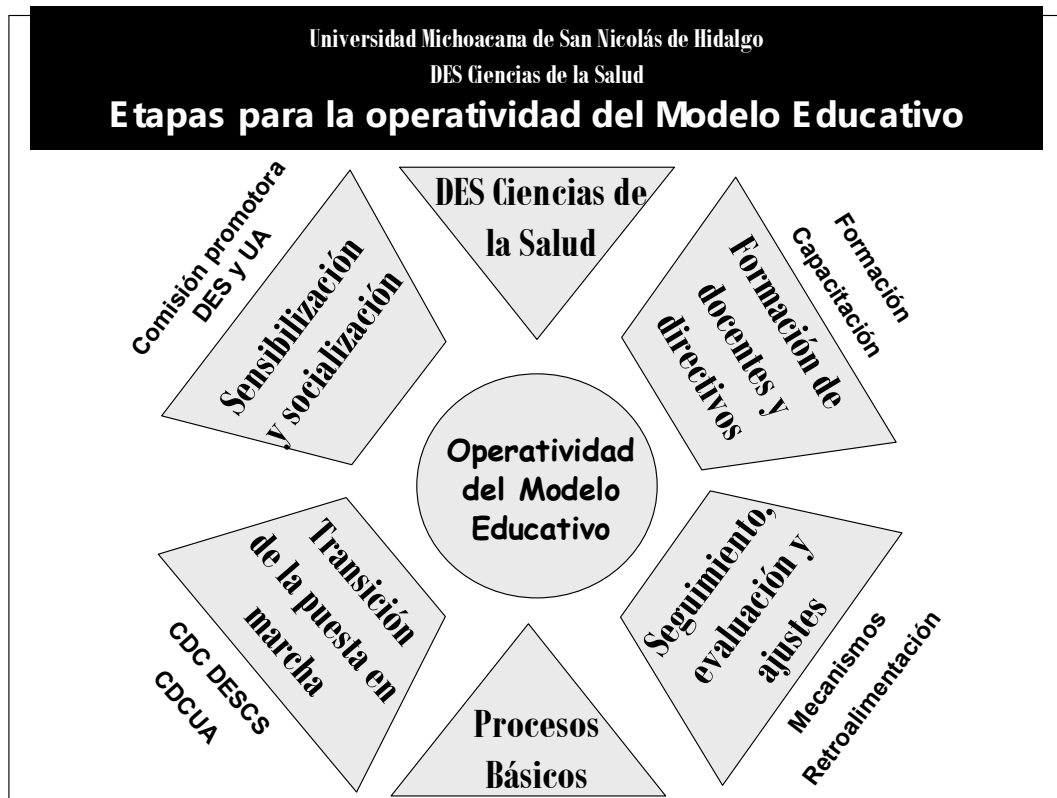 Universidad Michoacana de San Nicolás de Hidalgo
DES Ciencias de la Salud
Etapas para la operatividad del Modelo Educativo
Comisión promotora
DES y UA
Sensibilización
y socialización
DES Ciencias de
la Salud
Formación
Capacitación
Formación de
docentes y
directivos
Operatividad
del Modelo
Educativo
Transición
de la puesta en
marcha
CDC DESCS
CDCUA
Procesos
Básicos
Seguimiento,
evaluación y
ajustes
Mecanismos
Retroalimentación